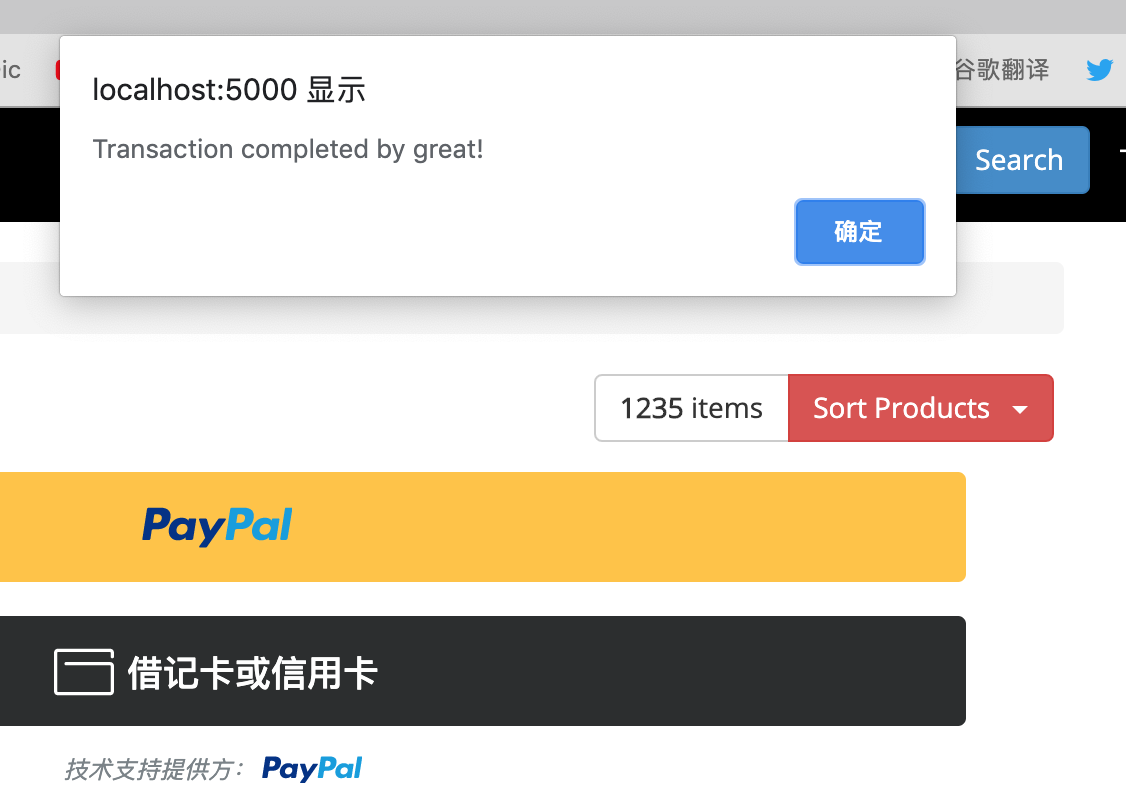 ic
谷歌翻译
localhost:5000 显示
Transaction completed by great!
确定
Search
1235 items
Sort Products
PayPal
借记卡或信用卡
技术支持提供方： PayPal